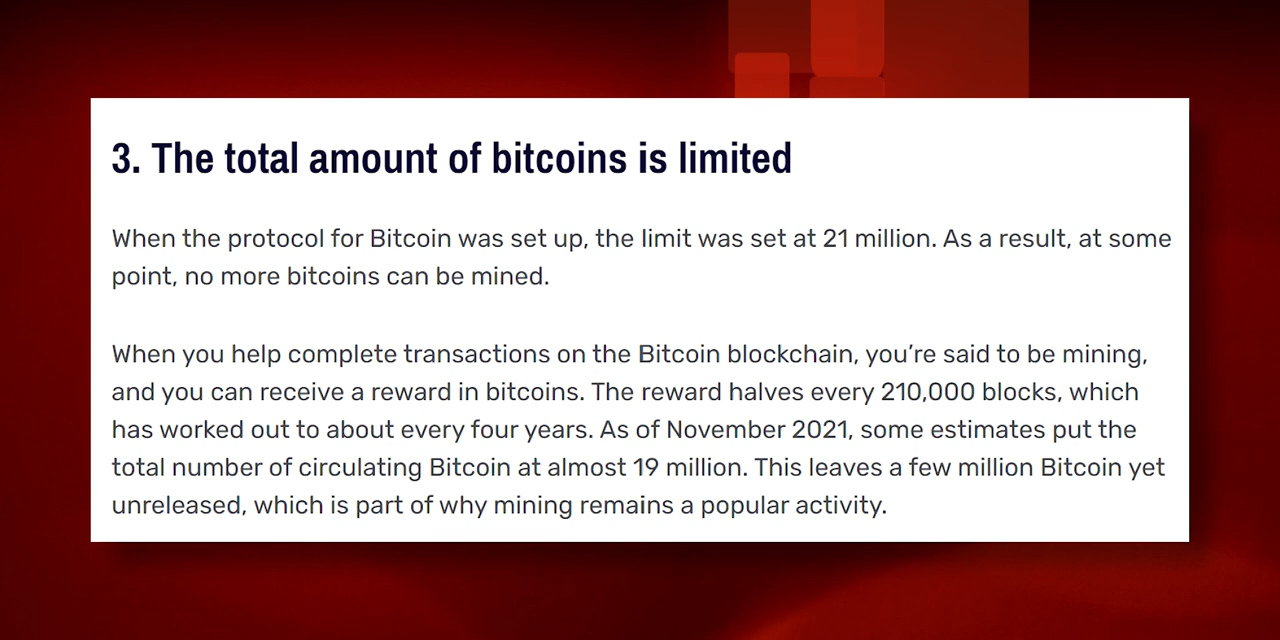 3. The total amount of bitcoins is limited
When the protocol for Bitcoin was set up, the limit was set at 21 million. As a result, at some
point, no more bitcoins can be mined.
When you help complete transactions on the Bitcoin blockchain, you’re said to be mining,
and you can receive a reward in bitcoins. The reward halves every 210,000 blocks, which
has worked out to about every four years. As of November 2021, some estimates put the
total number of circulating Bitcoin at almost 19 million. This leaves a few million Bitcoin yet
unreleased, which is part of why mining remains a popular activity.